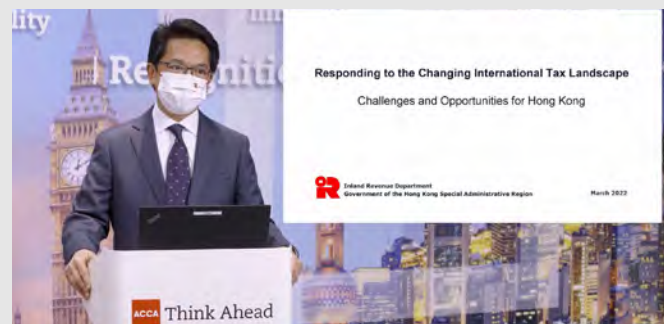 lity
Responding to the Changing International Tax Landscape
Challenges and Opportunities for Hong Kong
Inland Revenue Department
Government of the Hong Kong Special Administrative Region
March 2022
ACCA Think Ahead